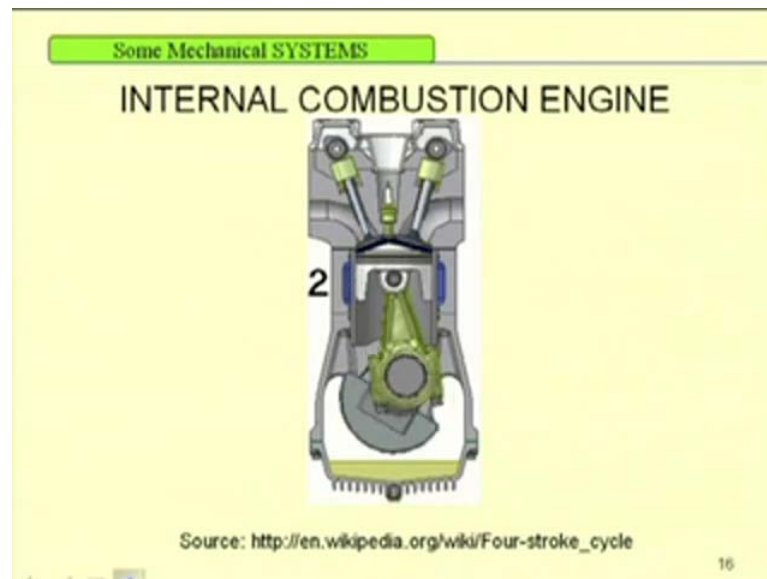 Some Mechanical SYSTEMS
INTERNAL COMBUSTION ENGINE
2
Source: http://en.wikipedia.org/wiki/Four-stroke_cycle
16